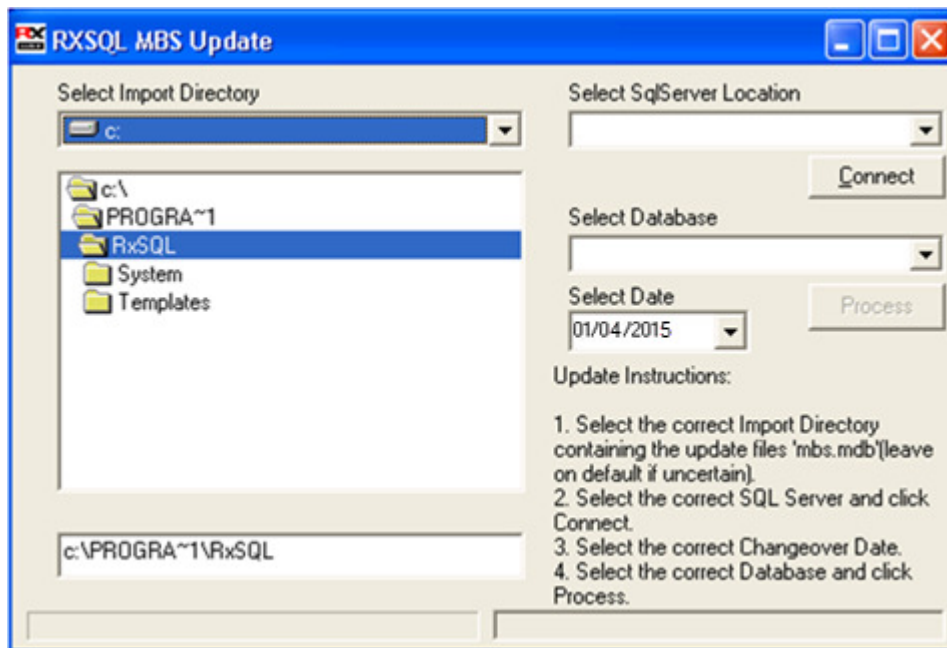 RXSQL MBS Update
Select Import Directory
c:
c:\
PROGRA~1
RxSQL
System
Templates
c:\PROGRA~1\RxSQL
Select SqlServer Location
Connect
Select Database
Select Date
01/04/2015
Process
Update Instructions:
1. Select the correct Import Directory
containing the update files 'mbs.mdb'(leave
on default if uncertain).
2. Select the correct SQL Server and click
Connect.
3. Select the correct Changeover Date.
4. Select the correct Database and click
Process.